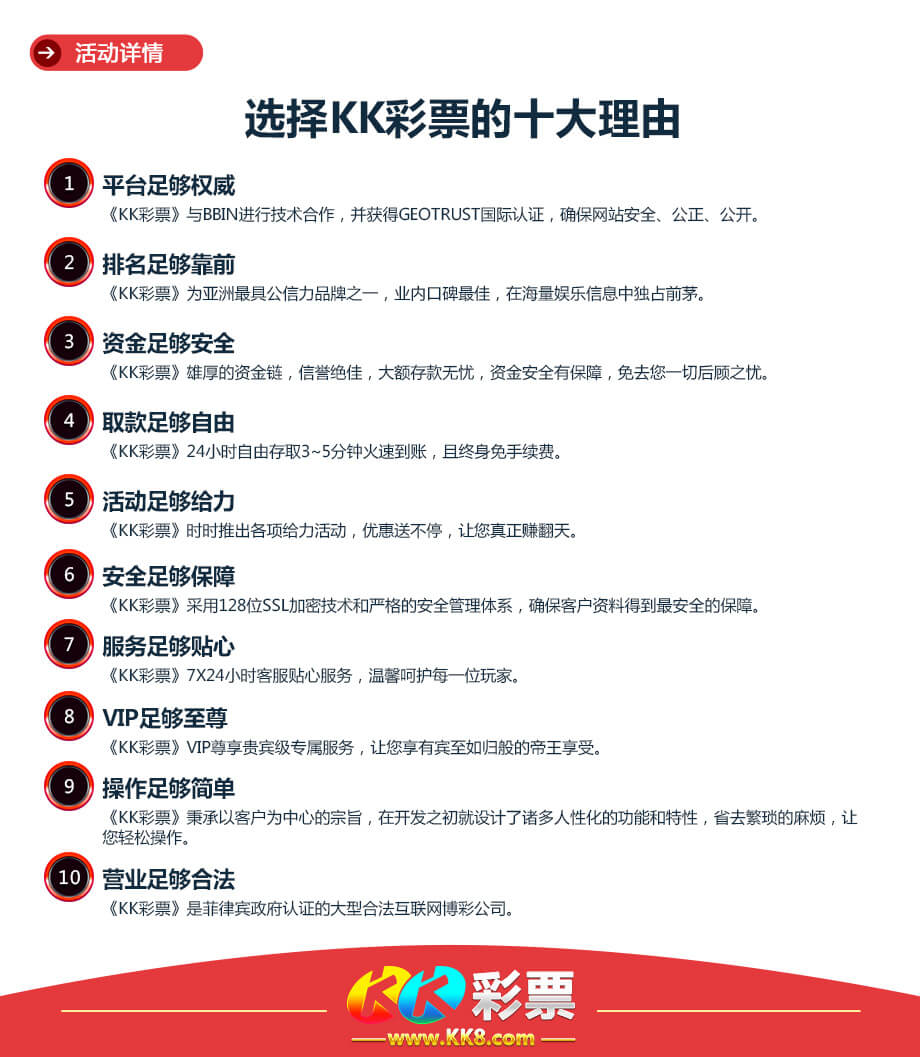 活动详情
选择KK彩票的十大理由
1
平台足够权威
《KK彩票》与BBIN进行技术合作，并获得GEOTRUST国际认证，确保网站安全、公正、公开。
2
排名足够靠前
《KK彩票》为亚洲最具公信力品牌之一，业内口碑最佳，在海量娱乐信息中独占前茅。
3
资金足够安全
《KK彩票》雄厚的资金链，信誉绝佳，大额存款无忧，资金安全有保障，免去您一切后顾之忧。
4
取款足够自由
《KK彩票》24小时自由存取3~5分钟火速到账，且终身免手续费。
5
活动足够给力
《KK彩票》时时推出各项给力活动，优惠送不停，让您真正赚翻天。
6
安全足够保障
《KK彩票》采用128位SSL加密技术和严格的安全管理体系，确保客户资料得到最安全的保障。
7
服务足够贴心
《KK彩票》7X24小时客服贴心服务，温馨呵护每一位玩家。
8
VIP足够至尊
《KK彩票》VIP尊享贵宾级专属服务，让您享有宾至如归般的帝王享受。
9
操作足够简单
《KK彩票》秉承以客户为中心的宗旨，在开发之初就设计了诸多人性化的功能和特性，省去繁琐的麻烦，让
您轻松操作。
10
营业足够合法
《KK彩票》是菲律宾政府认证的大型合法互联网博彩公司。
KK彩票
www.KK8.com